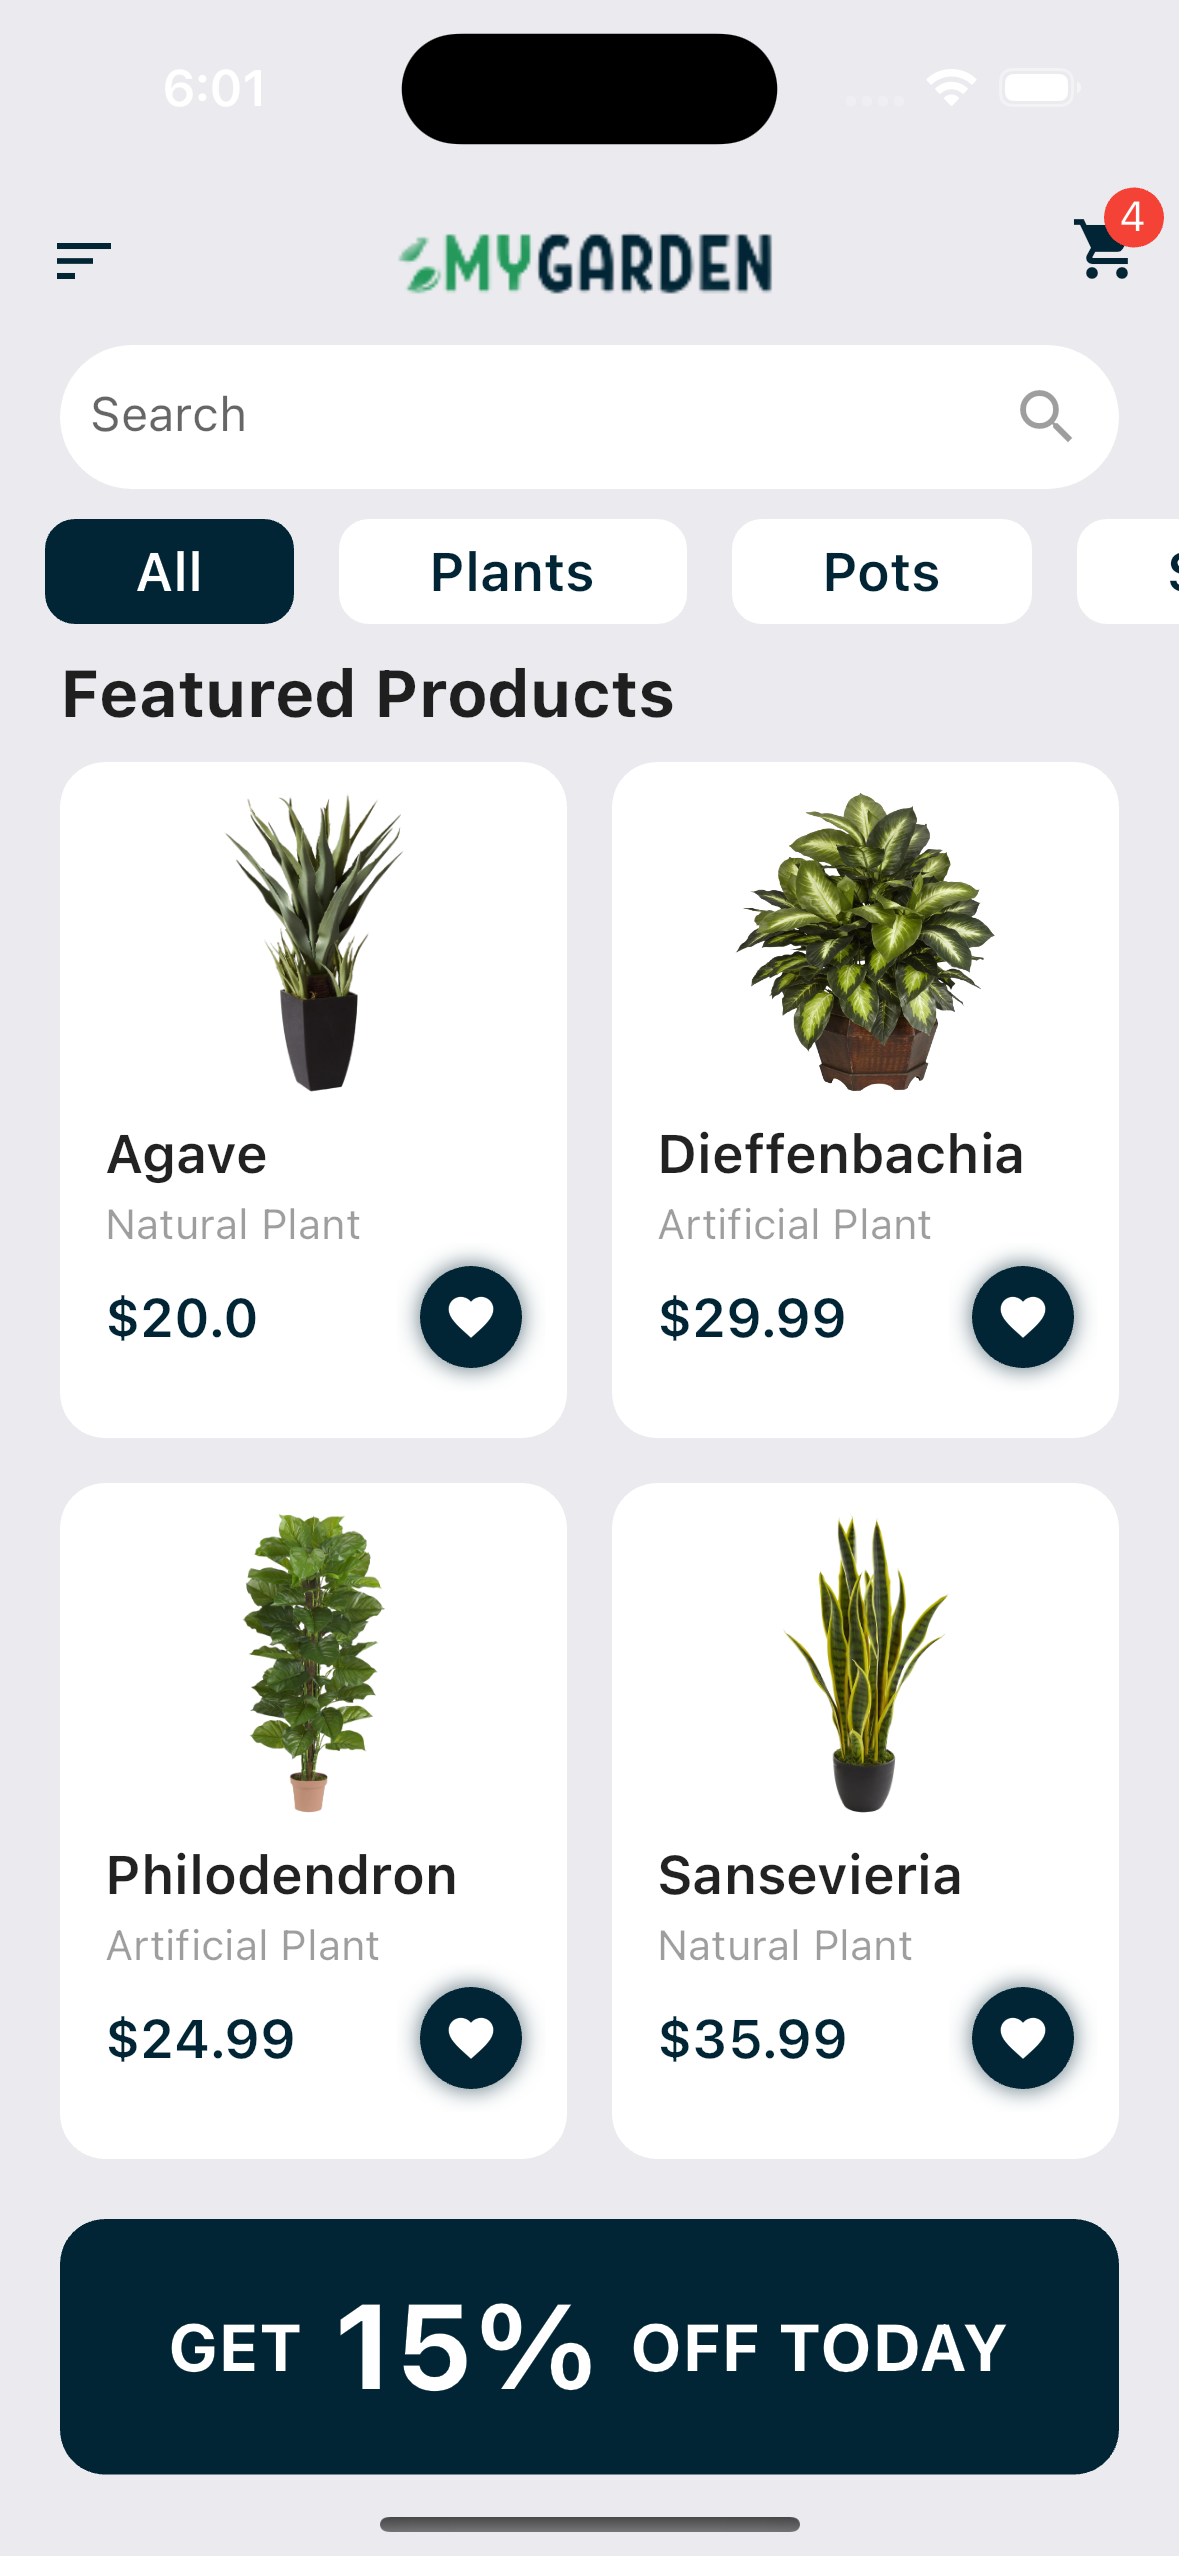 6:01
4
MYGARDEN
Search
All Plants Pots
Featured Products
Agave
Natural Plant
$20.0
Dieffenbachia
Artificial Plant
$29.99
Philodendron
Artificial Plant
$24.99
Sansevieria
Natural Plant
$35.99
GET 15% OFF TODAY